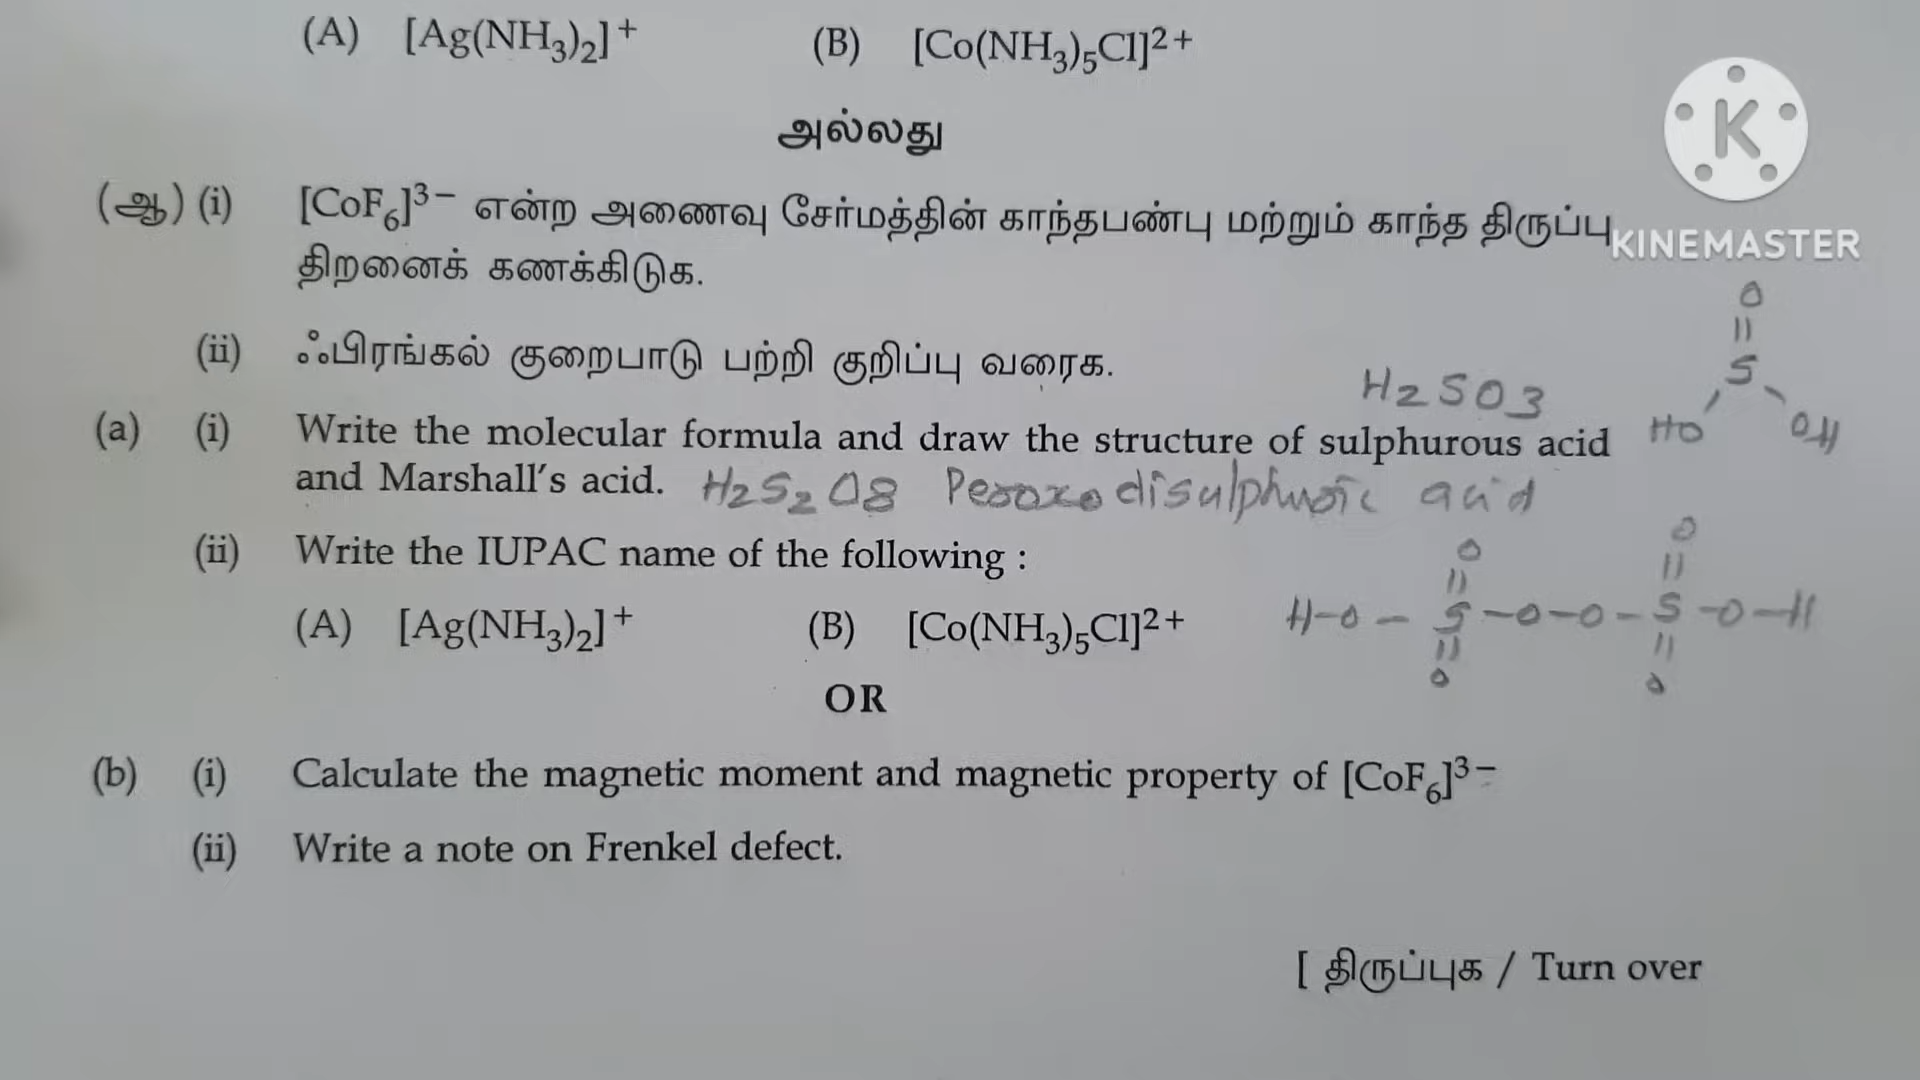 (A) [Ag(NH₃)₂]⁺ (B) [Co(NH₃)₅Cl]²⁺
அல்லது
(ஆ) (i) [CoF₆]³⁻ என்ற அணைவு சேர்மத்தின் காந்தபண்பு மற்றும் காந்த திருப்பு
திறனைக் கணக்கிடுக.
K
KINEMASTER
(ii) ஃபிரங்கல் குறைபாடு பற்றி குறிப்பு வரைக.
H₂SO₃
O
||
S
HO OH
(a) (i) Write the molecular formula and draw the structure of sulphurous acid
and Marshall's acid. H₂S₂O₈ Peroxodisulphuric acid
(ii) Write the IUPAC name of the following :
(A) [Ag(NH₃)₂]⁺ (B) [Co(NH₃)₅Cl]²⁺
O O
|| ||
H-O-S-O-O-S-O-H
|| ||
O O
OR
(b) (i) Calculate the magnetic moment and magnetic property of [CoF₆]³⁻
(ii) Write a note on Frenkel defect.
[ திருப்புக / Turn over